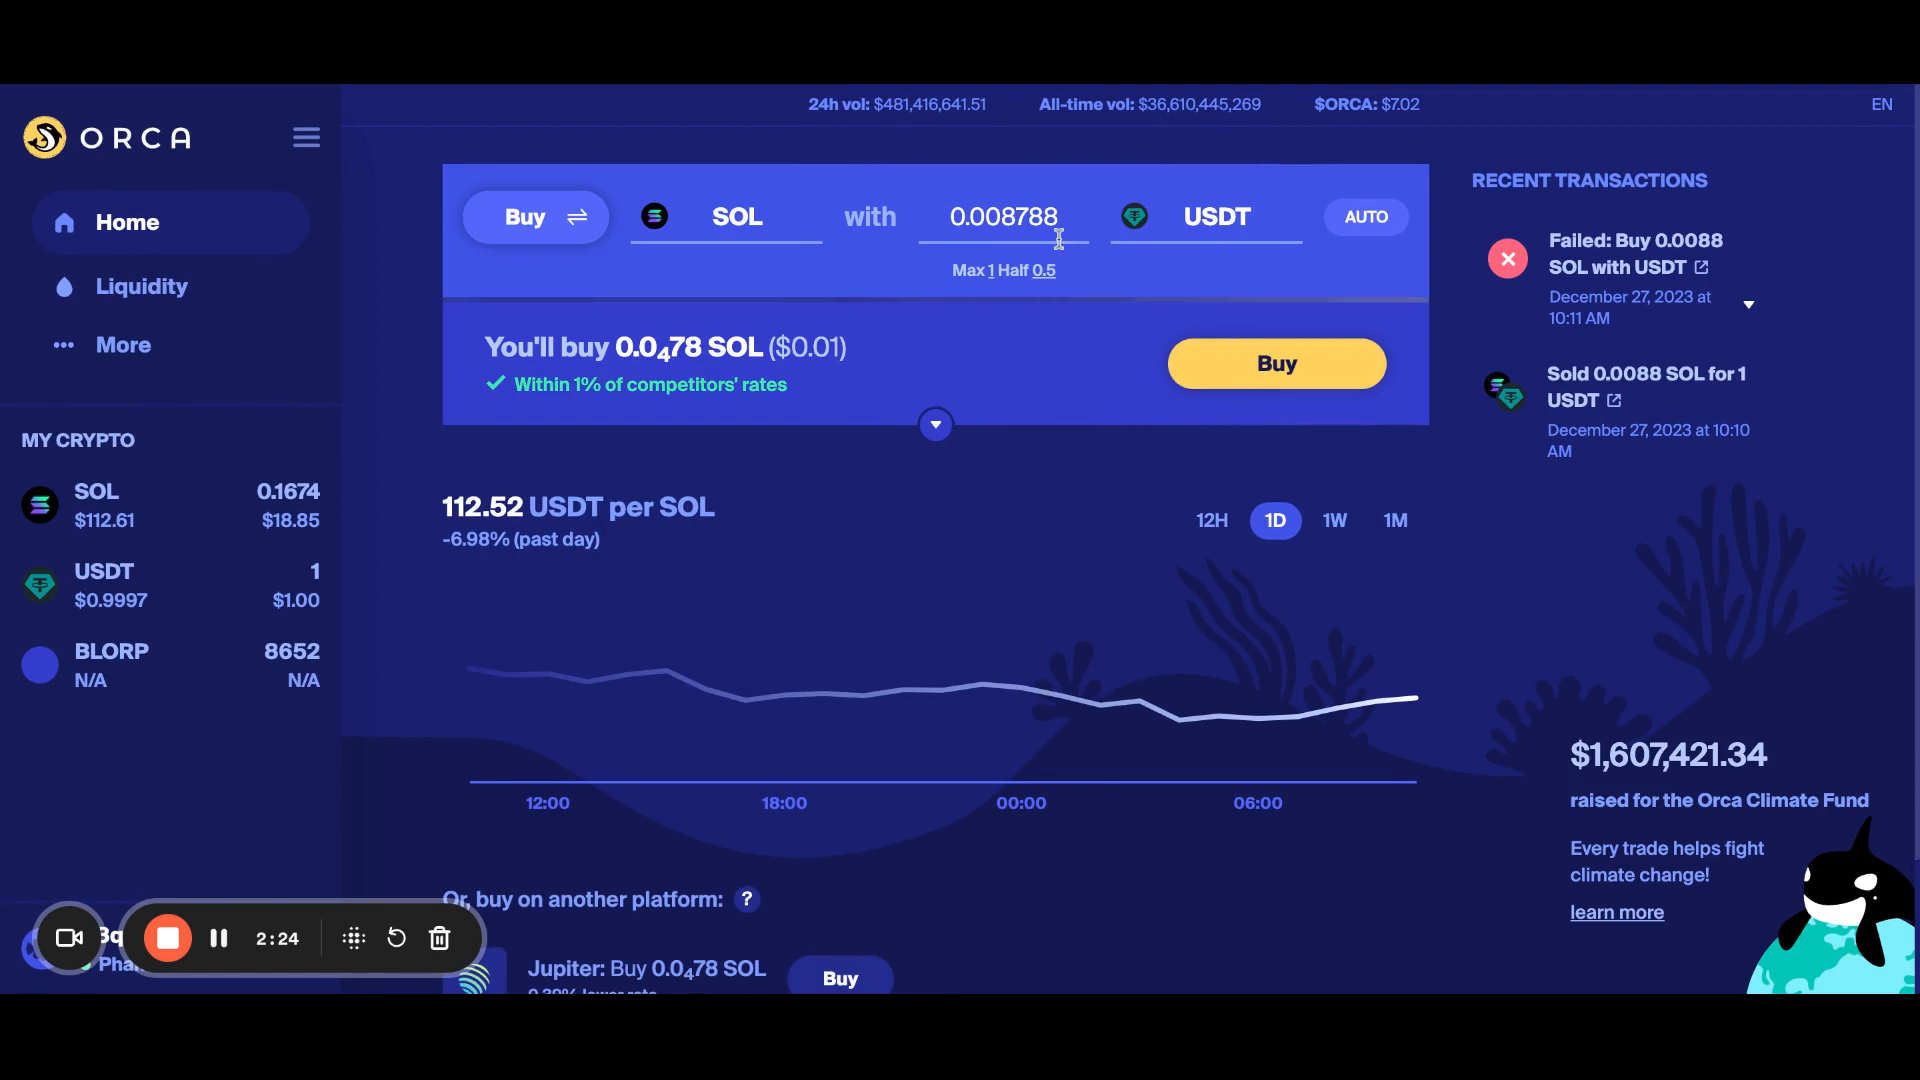 24h vol: $481,416,641.51 All-time vol: $36,610,445,269 $ORCA: $7.02 EN
ORCA
Home
Liquidity
More
MY CRYPTO
SOL 0.1674
$112.61 $18.85
USDT 1
$0.9997 $1.00
BLORP 8652
N/A N/A
Buy SOL with 0.008788 USDT AUTO
Max 1 Half 0.5
You'll buy 0.0₄78 SOL ($0.01)
Within 1% of competitors' rates
Buy
112.52 USDT per SOL
-6.98% (past day)
12H 1D 1W 1M
12:00 18:00 00:00 06:00
Or, buy on another platform: ?
Jupiter: Buy 0.0₄78 SOL
Buy
RECENT TRANSACTIONS
Failed: Buy 0.0088
SOL with USDT
December 27, 2023 at
10:11 AM
Sold 0.0088 SOL for 1
USDT
December 27, 2023 at 10:10
AM
$1,607,421.34
raised for the Orca Climate Fund
Every trade helps fight
climate change!
learn more
2:24